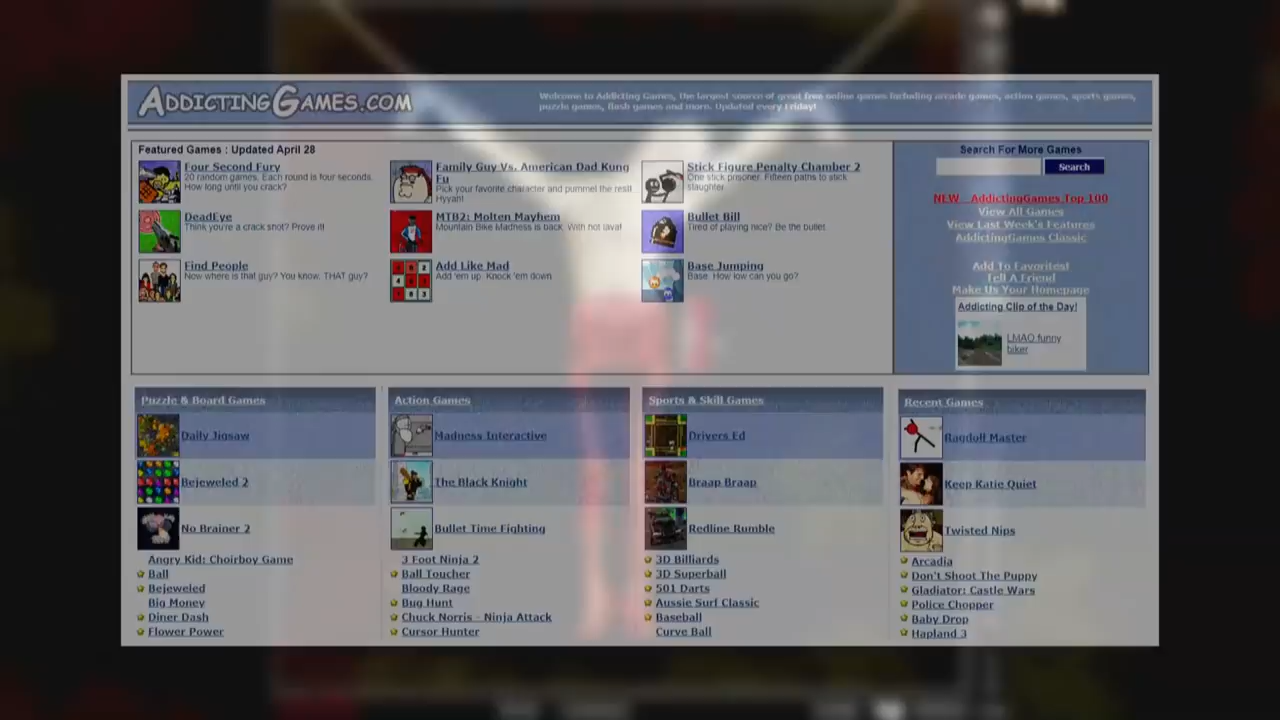 ADDICTINGGAMES.COM
Welcome to Addicting Games, the largest source of great free online games including arcade games, action games, sports games,
puzzle games, flash games and more. Updated every Friday!
Featured Games : Updated April 28
Four Second Fury
20 random games. Each round is four seconds.
How long until you crack?
DeadEye
Think you're a crack shot? Prove it!
Find People
Now where is that guy? You know, THAT guy?
Family Guy Vs. American Dad Kung
Fu
Pick your favorite character and pummel the rest!
Hyyah!
MTB2: Molten Mayhem
Mountain Bike Madness is back. With hot lava!
Add Like Mad
Add 'em up. Knock 'em down.
Stick Figure Penalty Chamber 2
One stick prisoner. Fifteen paths to stick
slaughter.
Bullet Bill
Tired of playing nice? Be the bullet.
Base Jumping
Base. How low can you go?
Search For More Games
Search
NEW AddictingGames Top 100
View All Games
View Last Week's Features
AddictingGames Classic
Add To Favorites!
Tell A Friend
Make Us Your Homepage
Addicting Clip of the Day!
LMAO funny
biker
Puzzle & Board Games
Daily Jigsaw
Bejeweled 2
No Brainer 2
Angry Kid: Choirboy Game
Ball
Bejeweled
Big Money
Diner Dash
Flower Power
Action Games
Madness Interactive
The Black Knight
Bullet Time Fighting
3 Foot Ninja 2
Ball Toucher
Bloody Rage
Bug Hunt
Chuck Norris - Ninja Attack
Cursor Hunter
Sports & Skill Games
Drivers Ed
Braap Braap
Redline Rumble
3D Billiards
3D Superball
501 Darts
Aussie Surf Classic
Baseball
Curve Ball
Recent Games
Ragdoll Master
Keep Katie Quiet
Twisted Nips
Arcadia
Don't Shoot The Puppy
Gladiator: Castle Wars
Police Chopper
Baby Drop
Hapland 3